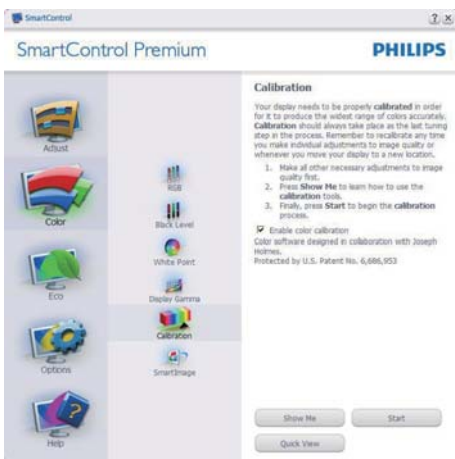 SmartControl
SmartControl Premium
PHILIPS
Adjust
Color
Eco
Options
Help
RGB
Black Level
White Point
Display Gamma
Calibration
SmartImage
Calibration
Your display needs to be properly calibrated in order
for it to produce the widest range of colors accurately.
Calibration should always take place as the last tuning
step in the process. Remember to recalibrate any time
you make individual adjustments to image quality or
whenever you move your display to a new location.
1. Make all other necessary adjustments to image
quality first.
2. Press Show Me to learn how to use the
calibration tools.
3. Finally, press Start to begin the calibration
process.
Enable color calibration
Color software designed in collaboration with Joseph
Holmes.
Protected by U.S. Patent No. 6,686,953
Show Me
Start
Quick View